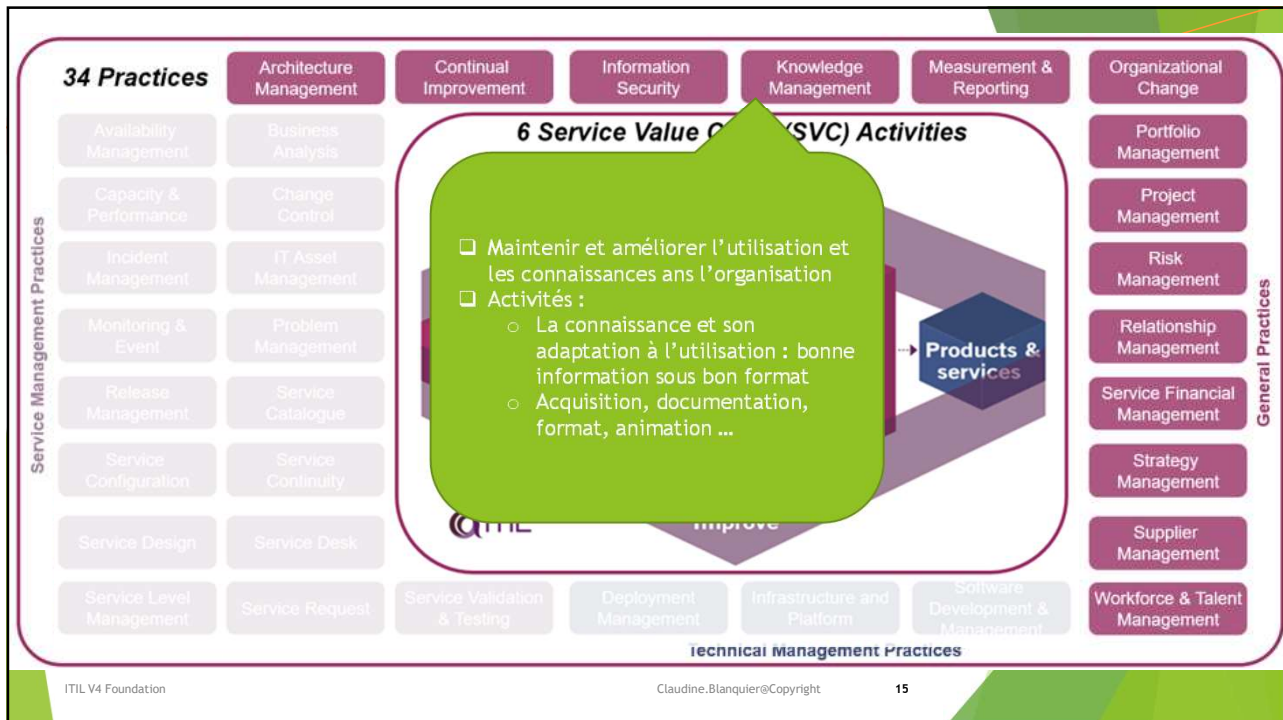 34 Practices
Architecture
Management
Continual
Improvement
Information
Security
Knowledge
Management
Measurement &
Reporting
Organizational
Change
Availability
Management
Business
Analysis
6 Service Value C
(SVC) Activities
Portfolio
Management
Capacity &
Performance
Change
Control
Project
Management
Incident
Management
IT Asset
Management
Risk
Management
Monitoring &
Event
Problem
Management
Relationship
Management
Release
Management
Service
Catalogue
Service Financial
Management
Service
Configuration
Service
Continuity
Strategy
Management
Service Design
Service Desk
Supplier
Management
Service Level
Management
Service Request
Service Validation
& Testing
Deployment
Management
Infrastructure and
Platform
Software
Development &
Management
Workforce & Talent
Management
Service Management Practices
General Practices
Technical Management Practices
❑ Maintenir et améliorer l’utilisation et
les connaissances ans l’organisation
❑ Activités :
o La connaissance et son
adaptation à l’utilisation : bonne
information sous bon format
o Acquisition, documentation,
format, animation …
Products &
services
ITIL
Improve
ITIL V4 Foundation
Claudine.Blanquier@Copyright
15